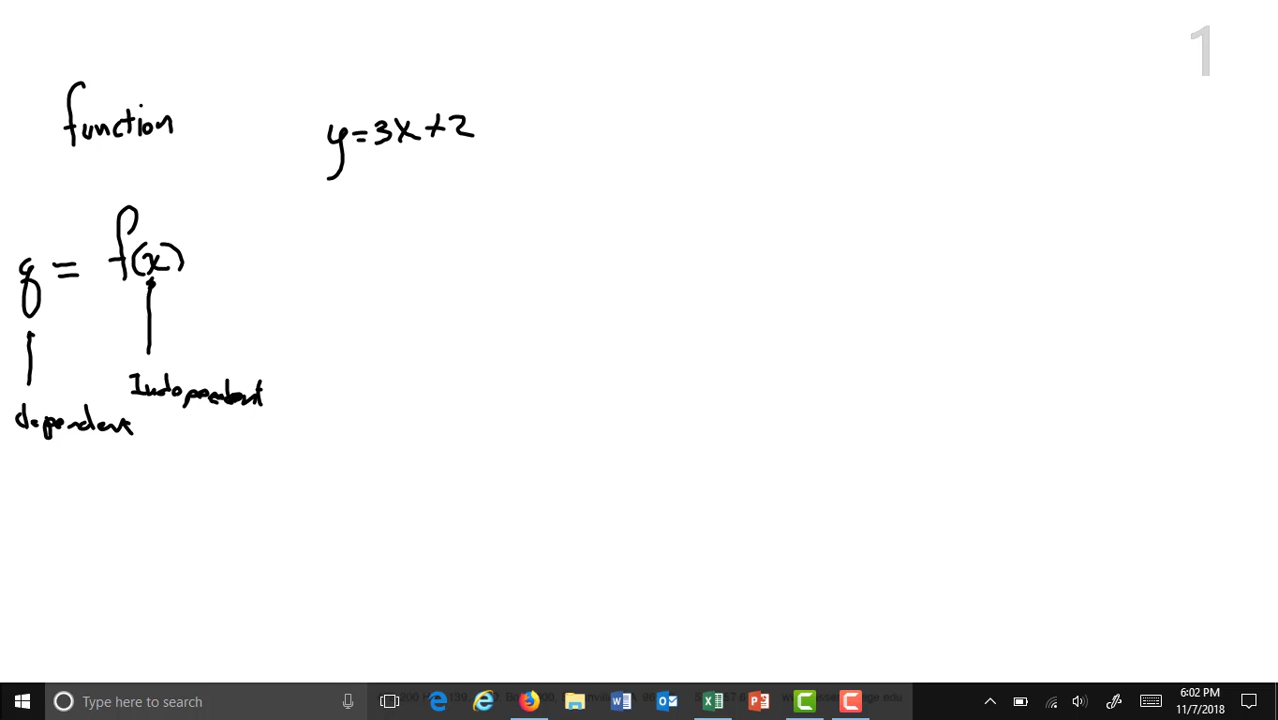 1
function
y=3x+2
y = f(x)
Independent
dependent
Type here to search
6:02 PM
11/7/2018